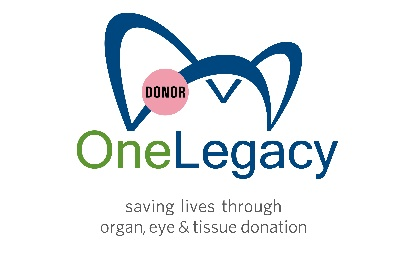 DONOR
OneLegacy
saving lives through
organ, eye & tissue donation